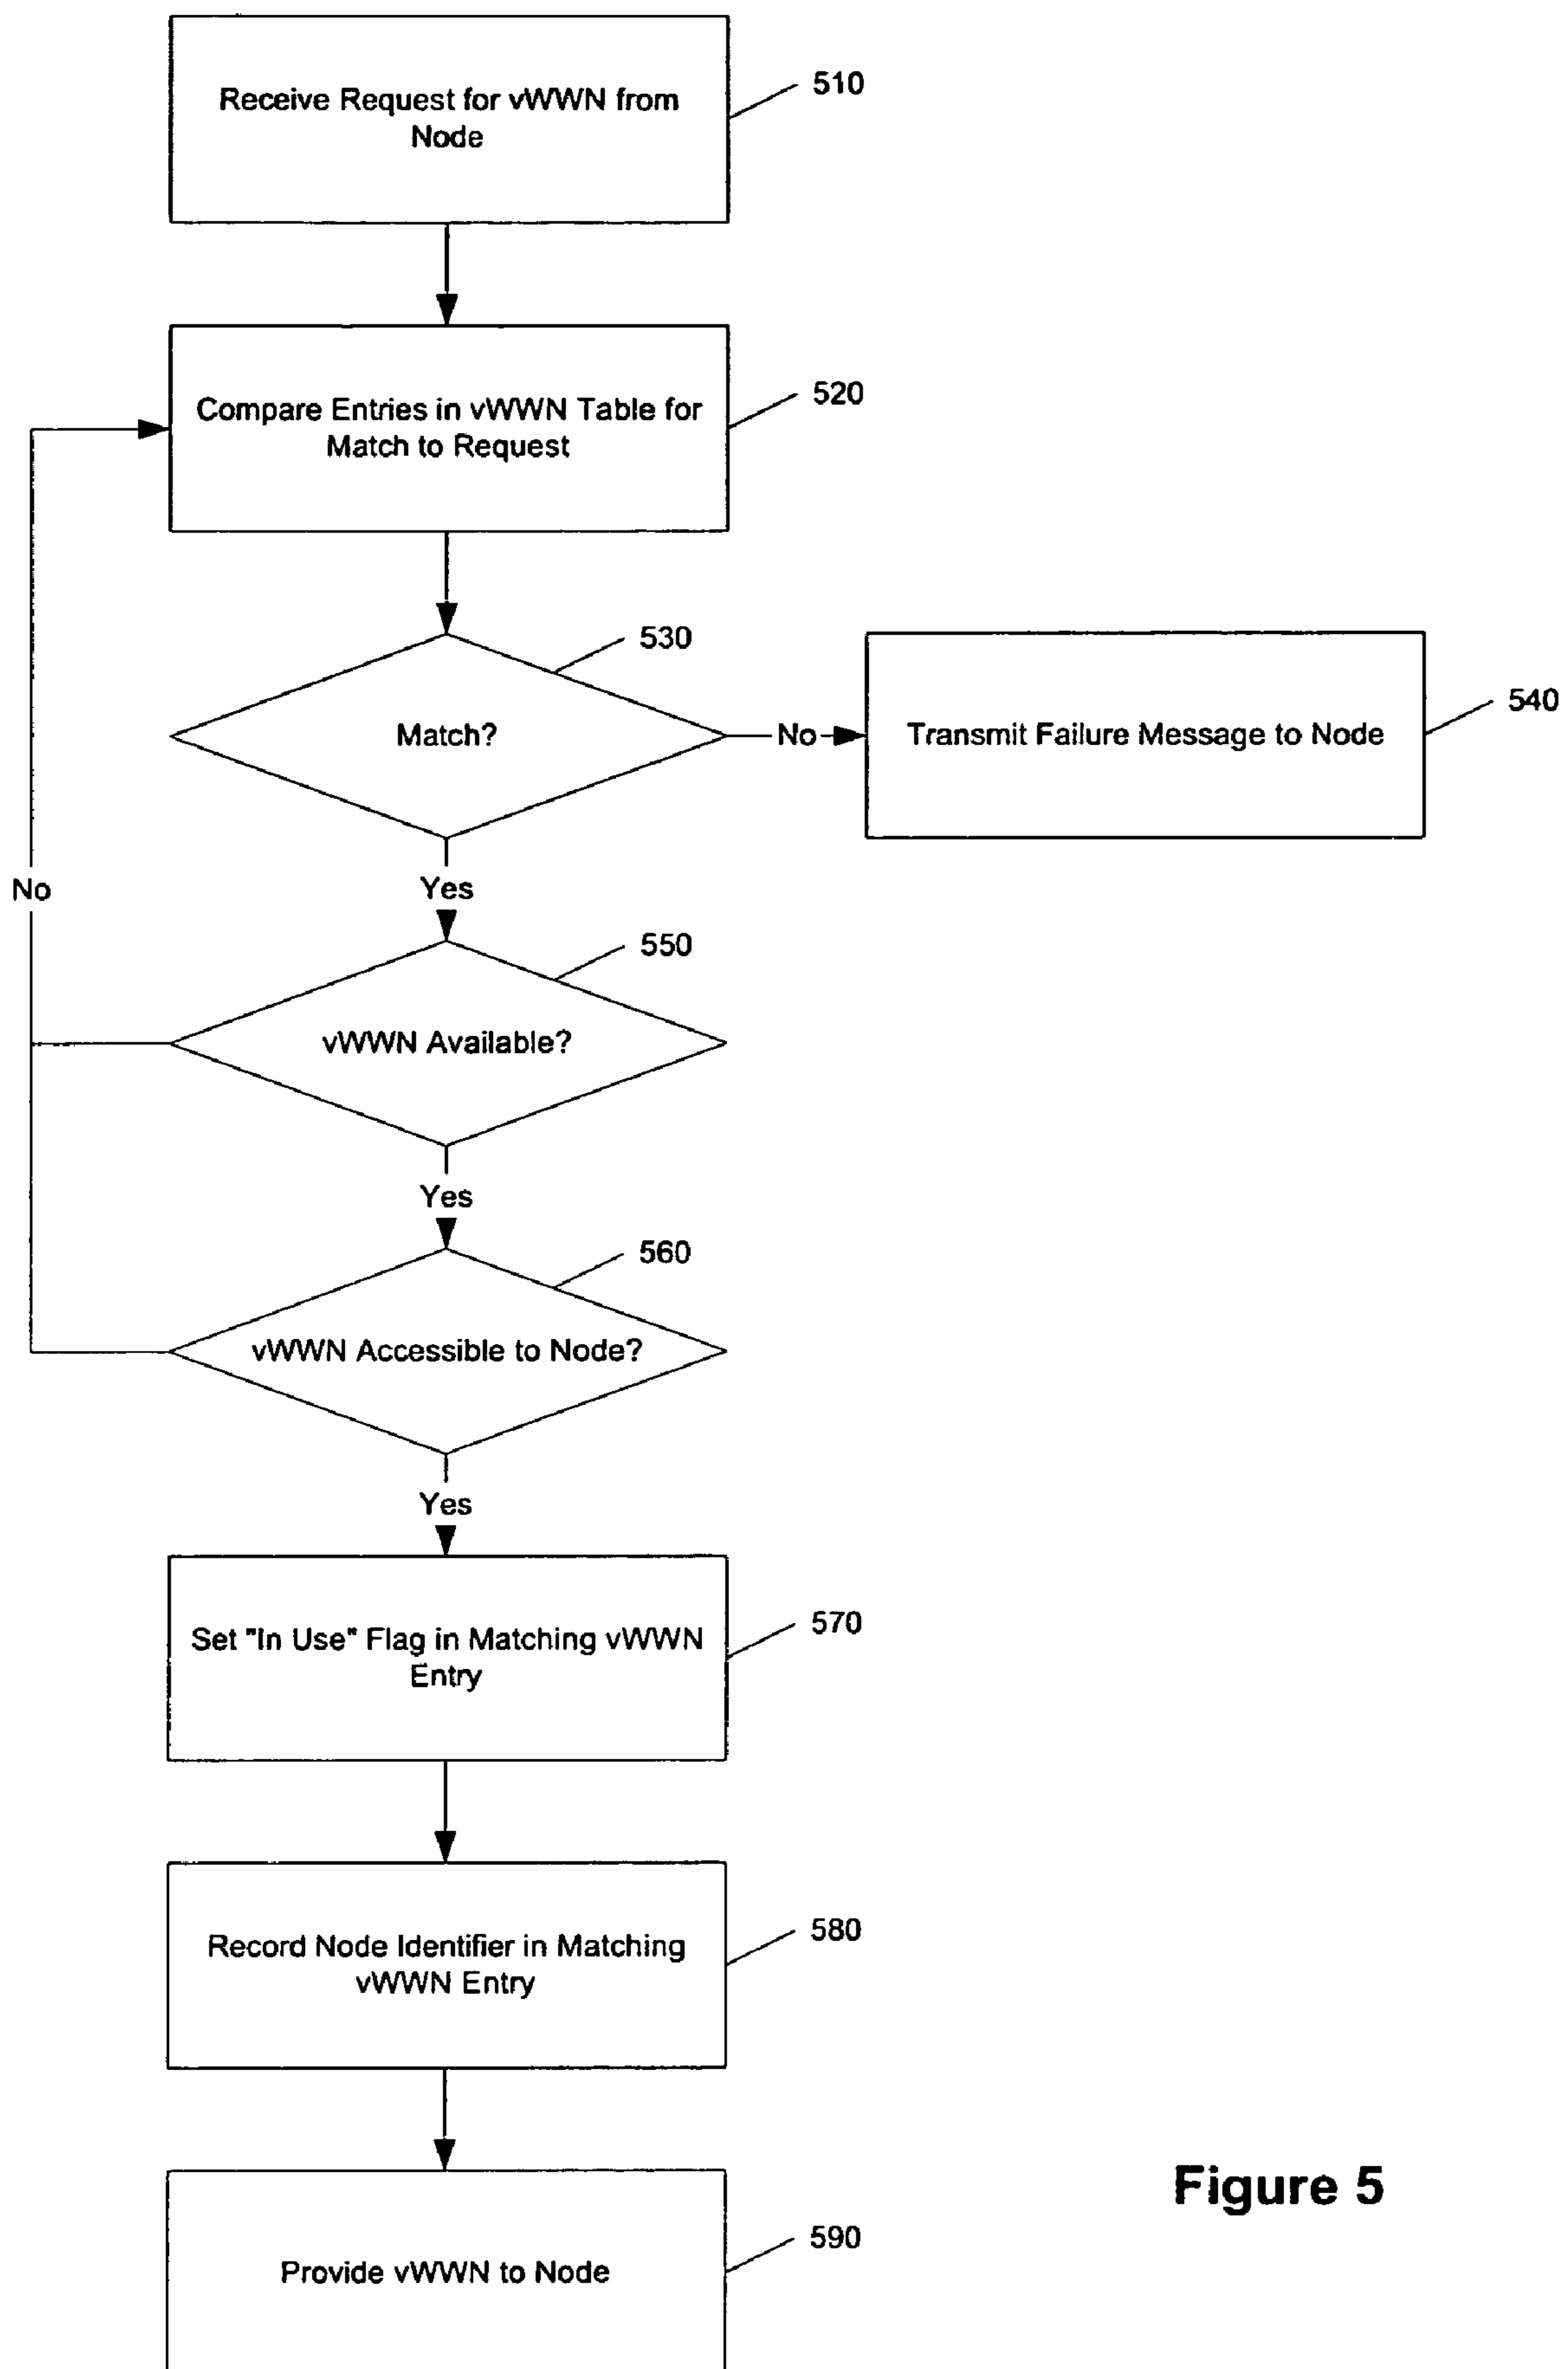 Receive Request for vWWN from
Node
510
Compare Entries in vWWN Table for
Match to Request
520
530
Match?
No
Transmit Failure Message to Node
540
No
Yes
550
vWWN Available?
Yes
560
vWWN Accessible to Node?
Yes
Set "In Use" Flag in Matching vWWN
Entry
570
Record Node Identifier in Matching
vWWN Entry
580
Provide vWWN to Node
590
Figure 5